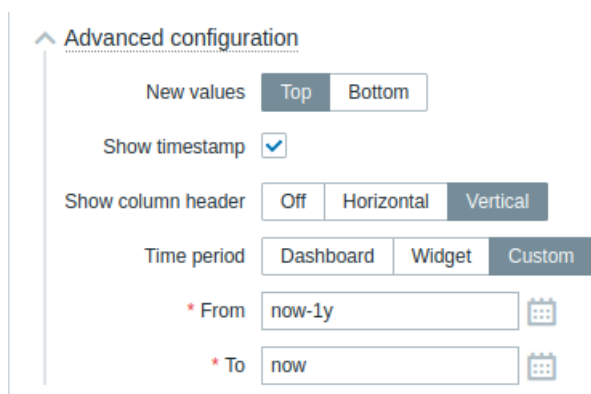 Advanced configuration
New values Top Bottom
Show timestamp
Show column header Off Horizontal Vertical
Time period Dashboard Widget Custom
* From now-1y
* To now